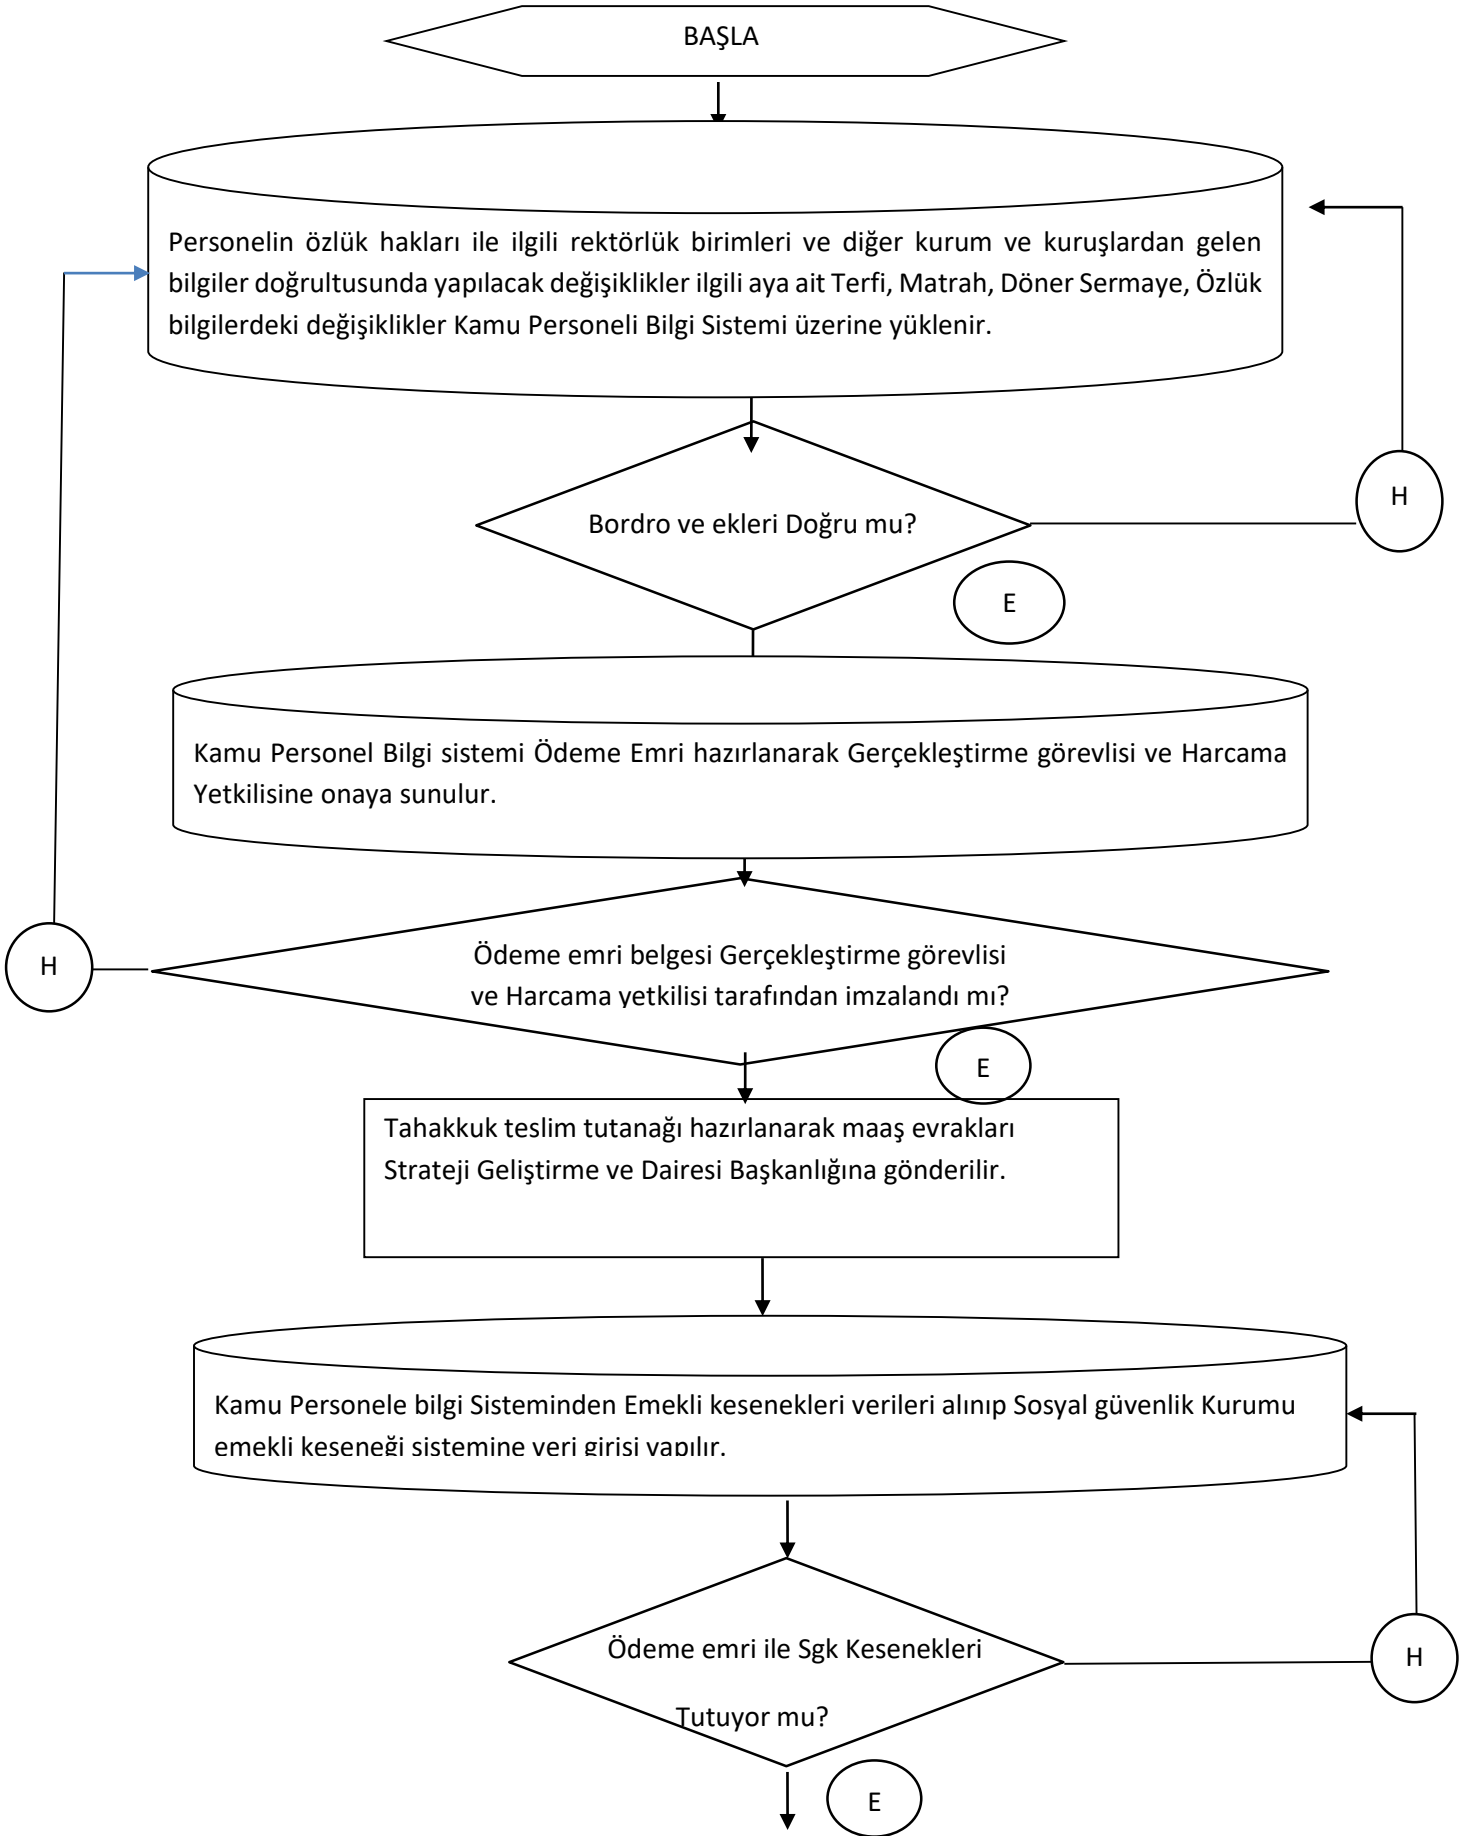 BAŞLA
Personelin özlük hakları ile ilgili rektörlük birimleri ve diğer kurum ve kuruşlardan gelen
bilgiler doğrultusunda yapılacak değişiklikler ilgili aya ait Terfi, Matrah, Döner Sermaye, Özlük
bilgilerdeki değişiklikler Kamu Personeli Bilgi Sistemi üzerine yüklenir.
H
Bordro ve ekleri Doğru mu?
E
Kamu Personel Bilgi sistemi Ödeme Emri hazırlanarak Gerçekleştirme görevlisi ve Harcama
Yetkilisine onaya sunulur.
H
Ödeme emri belgesi Gerçekleştirme görevlisi
ve Harcama yetkilisi tarafından imzalandı mı?
E
Tahakkuk teslim tutanağı hazırlanarak maaş evrakları
Strateji Geliştirme ve Dairesi Başkanlığına gönderilir.
Kamu Personele bilgi Sisteminden Emekli kesenekleri verileri alınıp Sosyal güvenlik Kurumu
emekli keseneği sistemine veri girişi yapılır.
Ödeme emri ile Sgk Kesenekleri
H
Tutuyor mu?
E